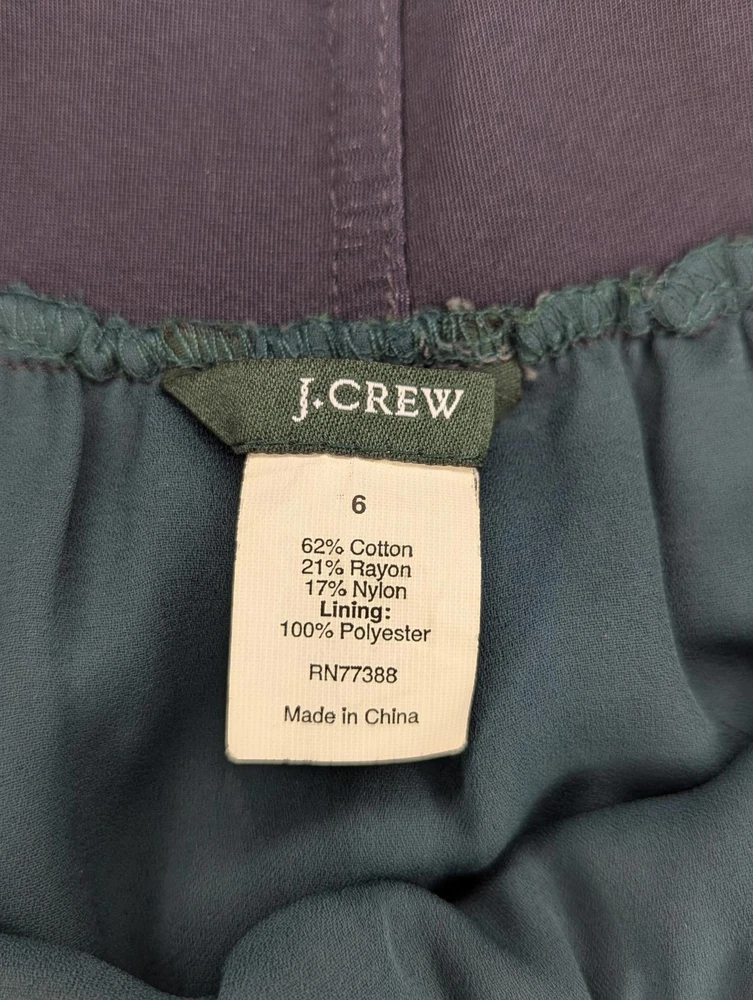 J.CREW
6
62% Cotton
21% Rayon
17% Nylon
Lining:
100% Polyester
RN77388
Made in China